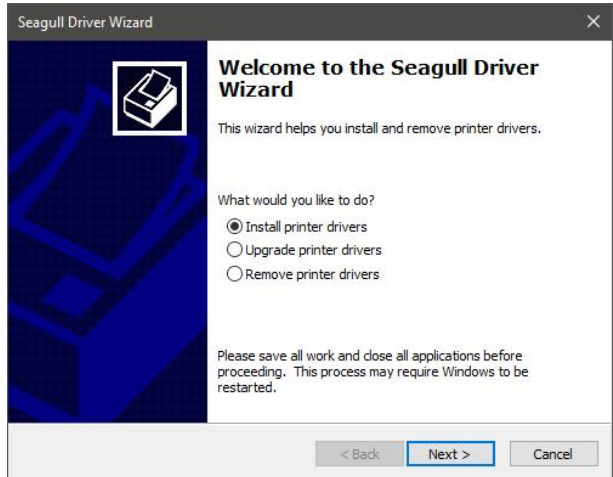 Seagull Driver Wizard
Welcome to the Seagull Driver
Wizard
This wizard helps you install and remove printer drivers.
What would you like to do?
Install printer drivers
Upgrade printer drivers
Remove printer drivers
Please save all work and close all applications before
proceeding. This process may require Windows to be
restarted.
< Back Next > Cancel